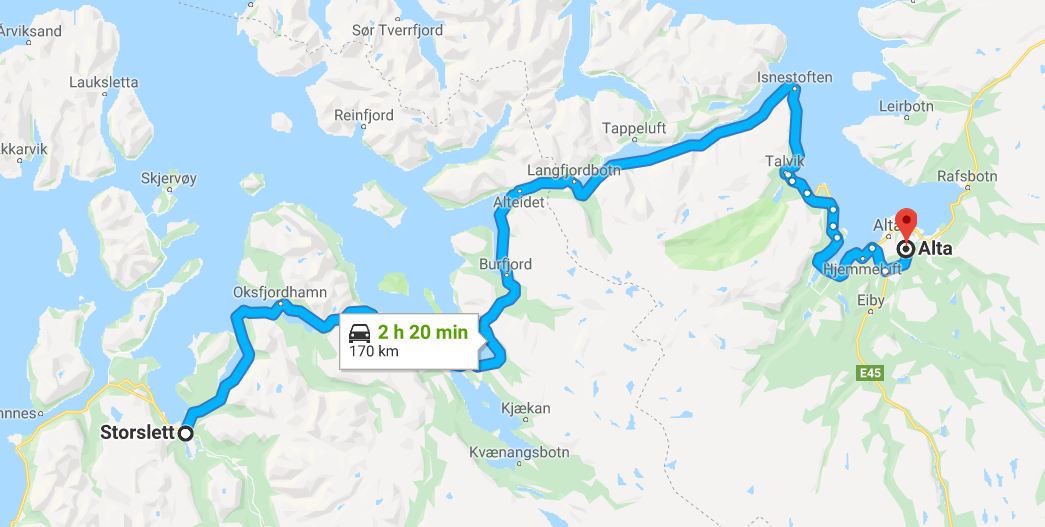 Årviksand
Sør Tverrfjord
Isnestoften
Lauksletta
Leirbotn
Reinfjord
Tappeluft
kkarvik
Talvik
Langfjordbotn
Skjervøy
Rafsbotn
Alteidet
Alta
Alta
Burfjord
Hjemmeluft
Oksfjordhamn
Eiby
2 h 20 min
170 km
E45
nnnes
Kjækan
Storslett
Kvænangsbotn